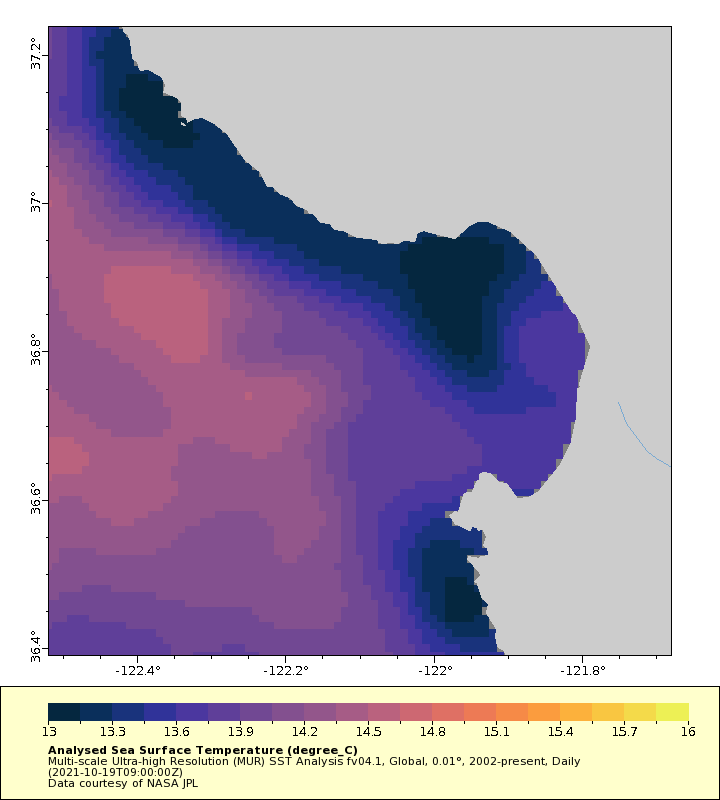 37.2°
37°
36.8°
36.6°
36.4°
-122.4° -122.2° -122° -121.8°
13 13.3 13.6 13.9 14.2 14.5 14.8 15.1 15.4 15.7 16
Analysed Sea Surface Temperature (degree_C)
Multi-scale Ultra-high Resolution (MUR) SST Analysis fv04.1, Global, 0.01°, 2002-present, Daily
(2021-10-19T09:00:00Z)
Data courtesy of NASA JPL